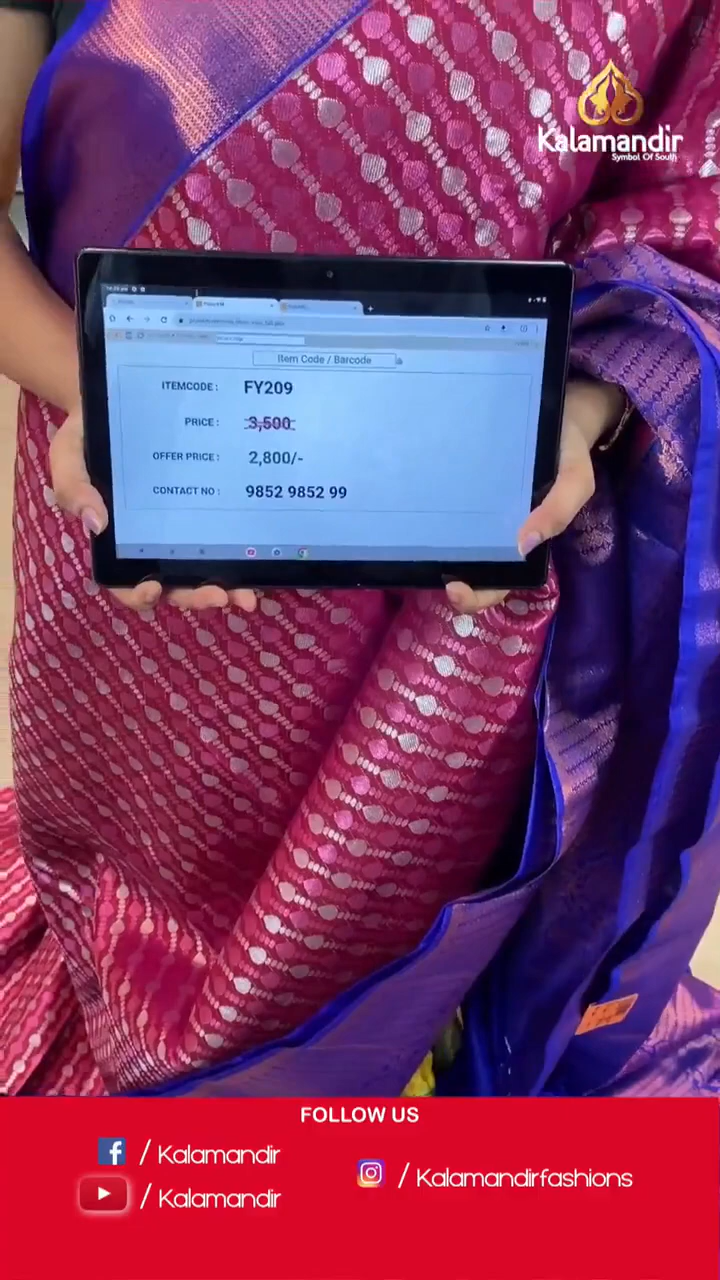 Kalamandir
Symbol Of South
Item Code / Barcode
ITEMCODE : FY209
PRICE : 3,500
OFFER PRICE : 2,800/-
CONTACT NO : 9852 9852 99
FOLLOW US
/ Kalamandir
/ Kalamandirfashions
/ Kalamandir